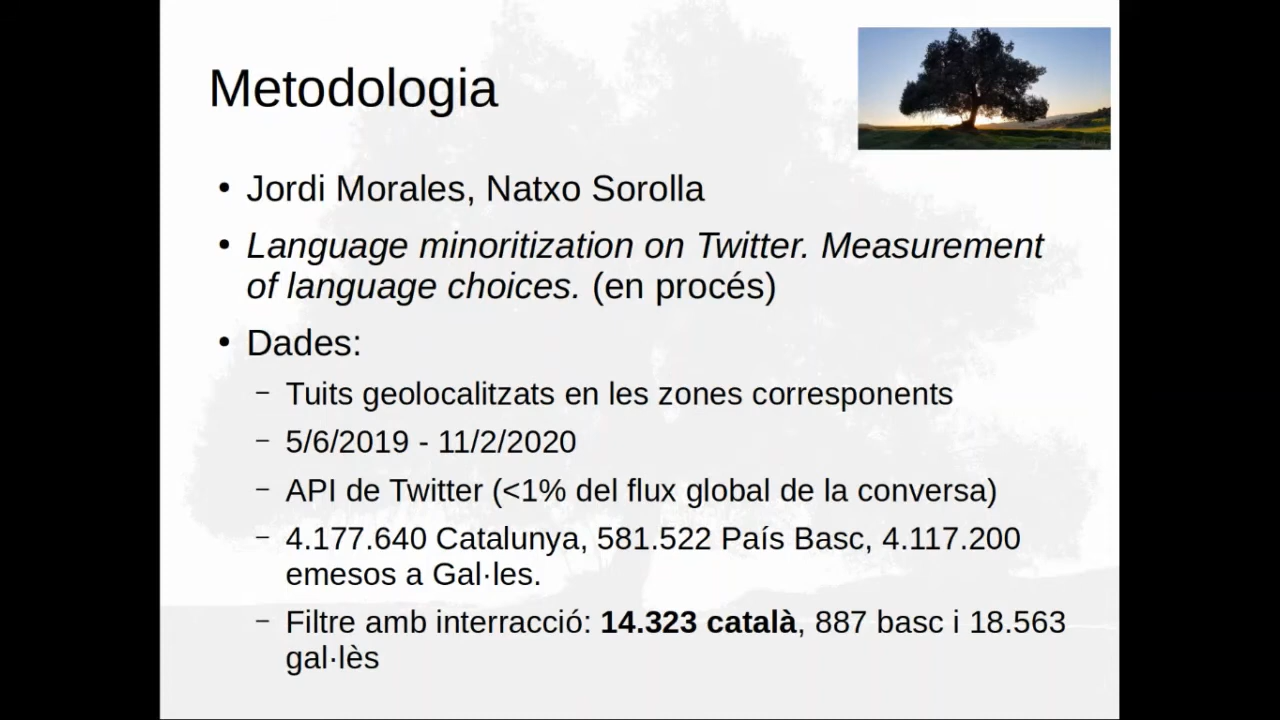 Metodologia
• Jordi Morales, Natxo Sorolla
• Language minoritization on Twitter. Measurement
of language choices. (en procés)
• Dades:
– Tuits geolocalitzats en les zones corresponents
– 5/6/2019 - 11/2/2020
– API de Twitter (<1% del flux global de la conversa)
– 4.177.640 Catalunya, 581.522 País Basc, 4.117.200
emesos a Gal·les.
– Filtre amb interracció: 14.323 català, 887 basc i 18.563
gal·lès